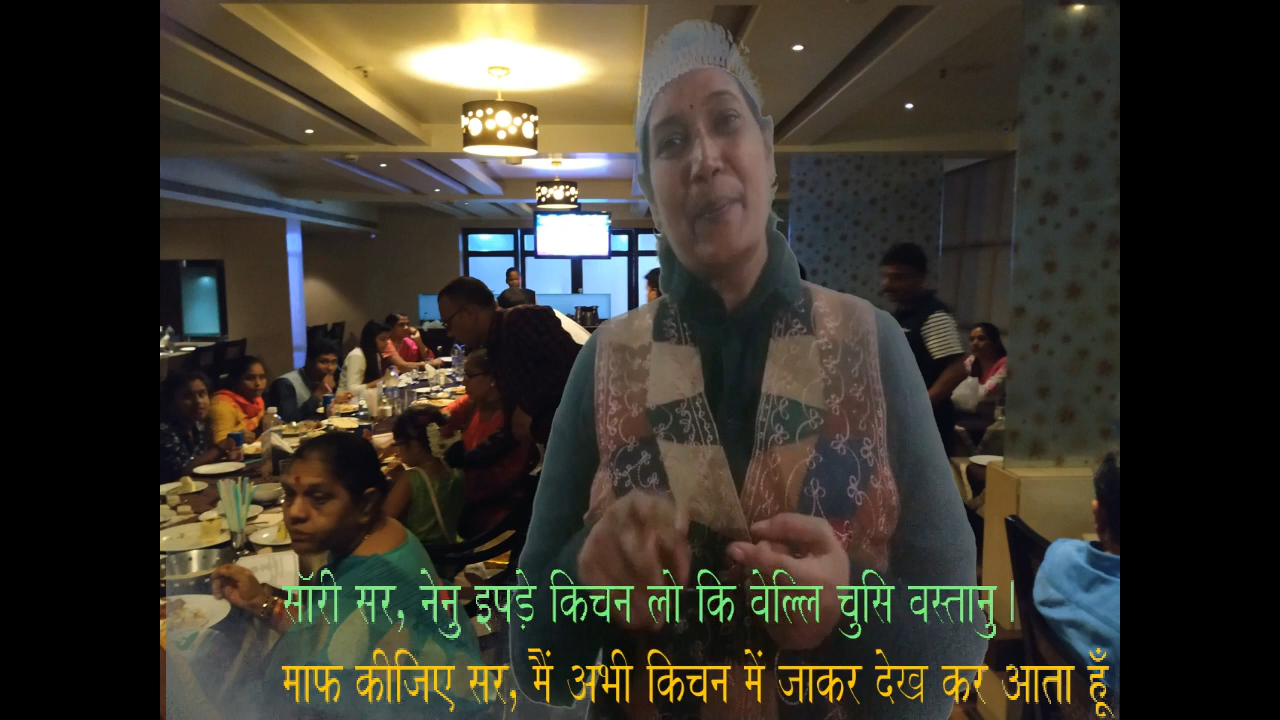 सॉरी सर, नेनु इपड़े किचन लो कि वेल्लि चुसि वस्तानु।
माफ कीजिए सर, मैं अभी किचन में जाकर देख कर आता हूँ